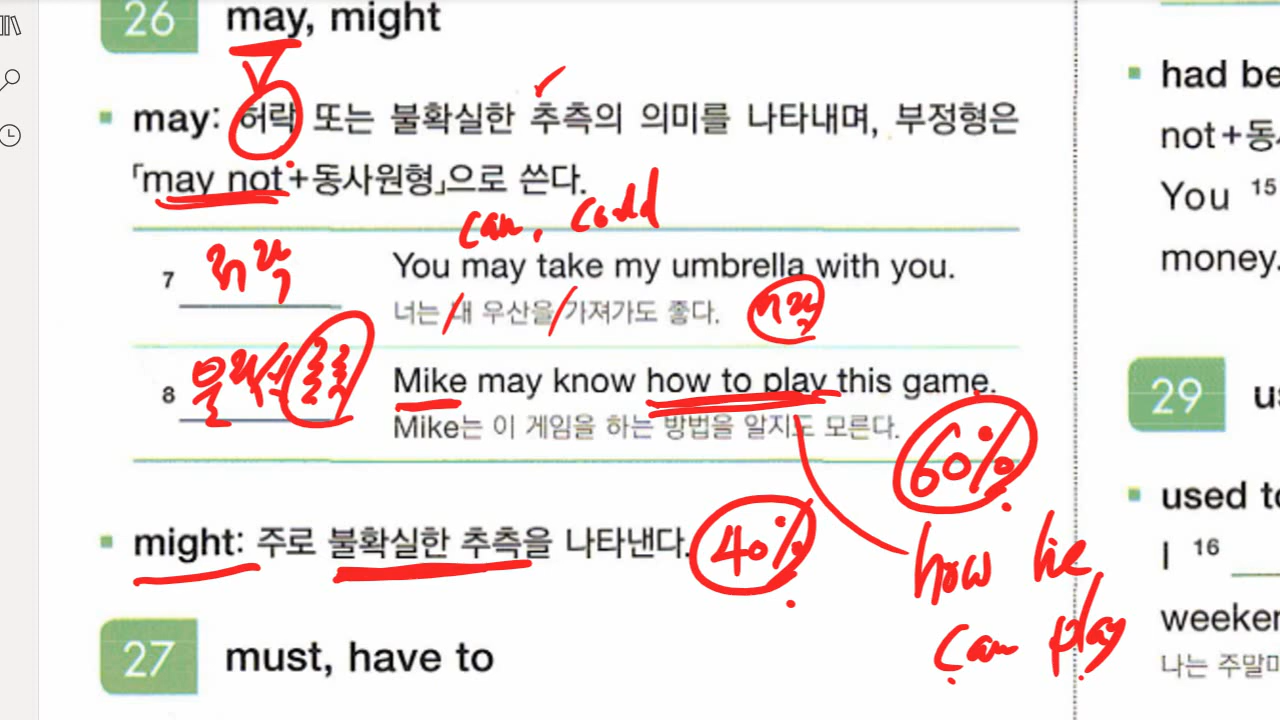 26 may, might
may: 허락 또는 불확실한 추측의 의미를 나타내며, 부정형은
「may not+동사원형」으로 쓴다.
can, could
7 허락 You may take my umbrella with you.
너는 내 우산을 가져가도 좋다. 허락
8 불확실한 추측 Mike may know how to play this game.
Mike는 이 게임을 하는 방법을 알지도 모른다.
60%
might: 주로 불확실한 추측을 나타낸다. 40%
how he
can play
27 must, have to
had be
not+동사
You 15
money.
29 us
used to
I 16
weeken
나는 주말마